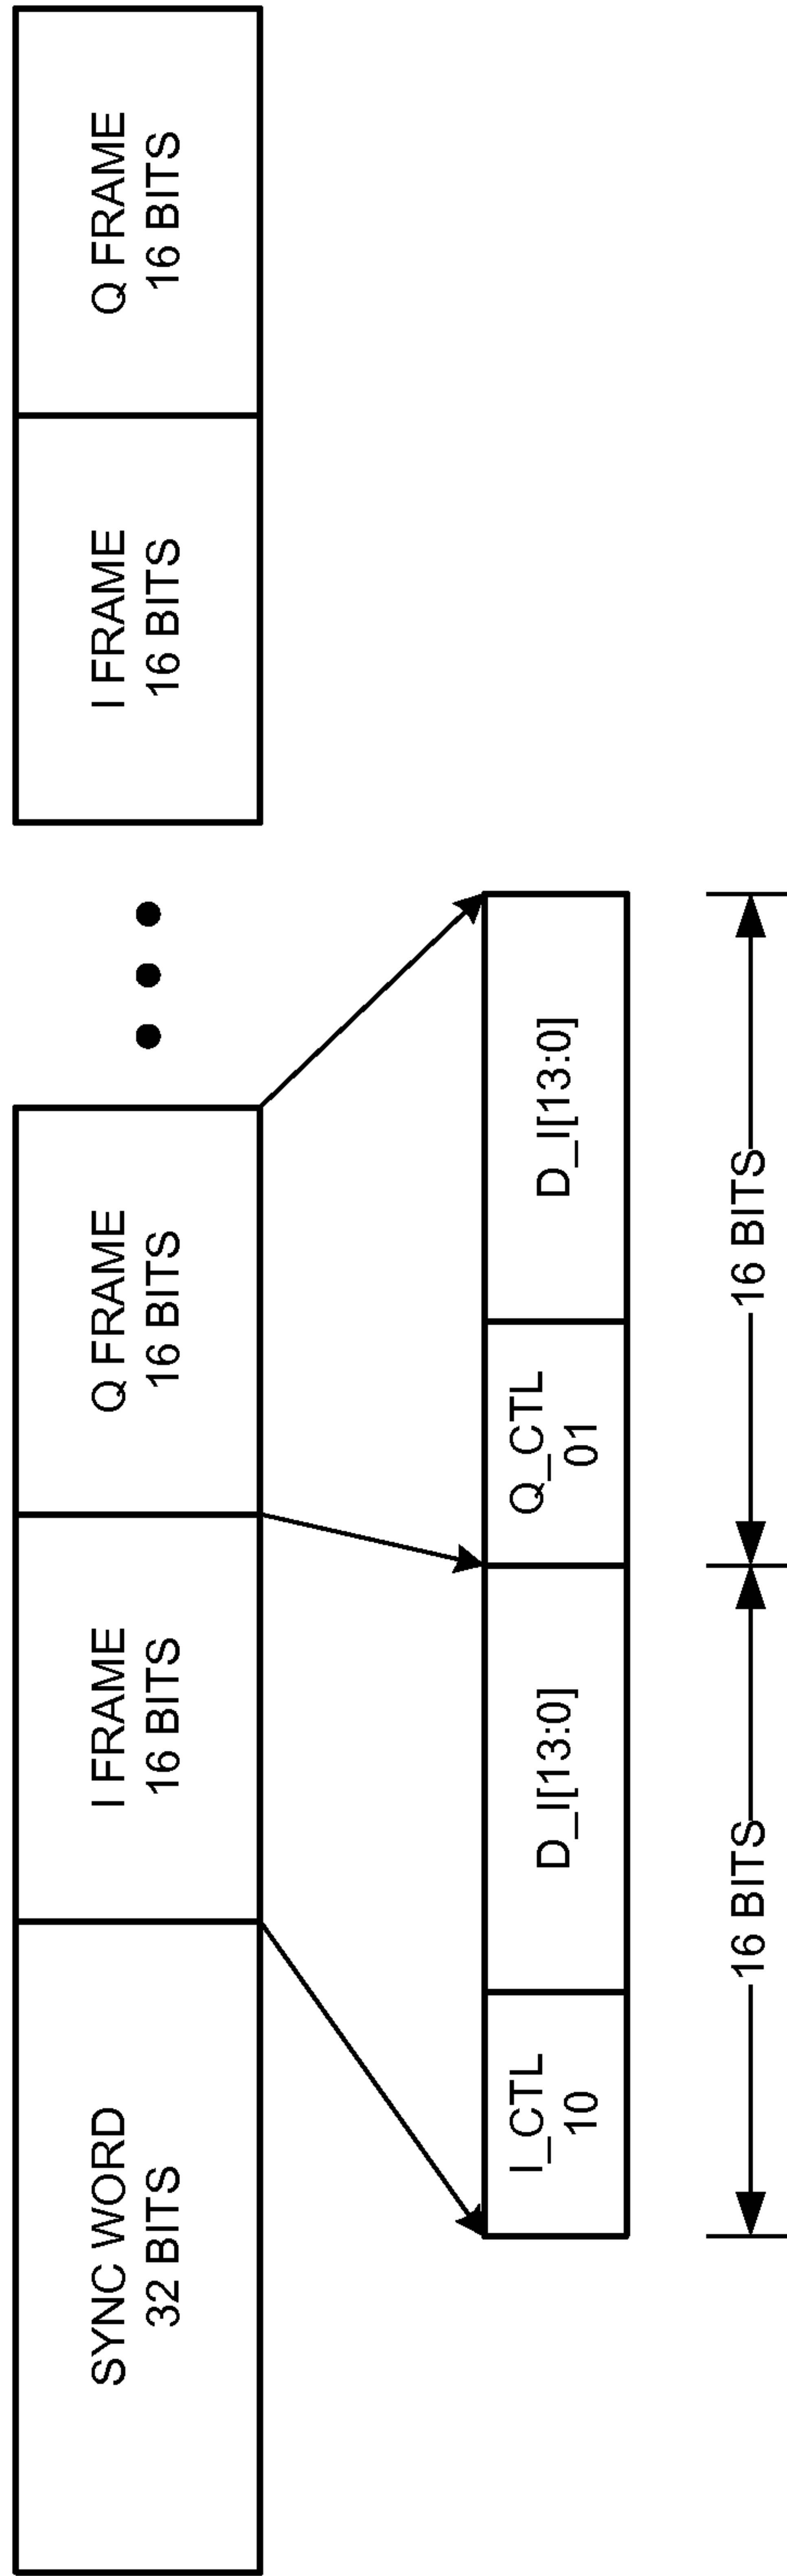 SYNC WORD
32 BITS
I FRAME
16 BITS
Q FRAME
16 BITS
I FRAME
16 BITS
Q FRAME
16 BITS
I_CTL
10
D_I[13:0]
Q_CTL
01
D_I[13:0]
16 BITS
16 BITS